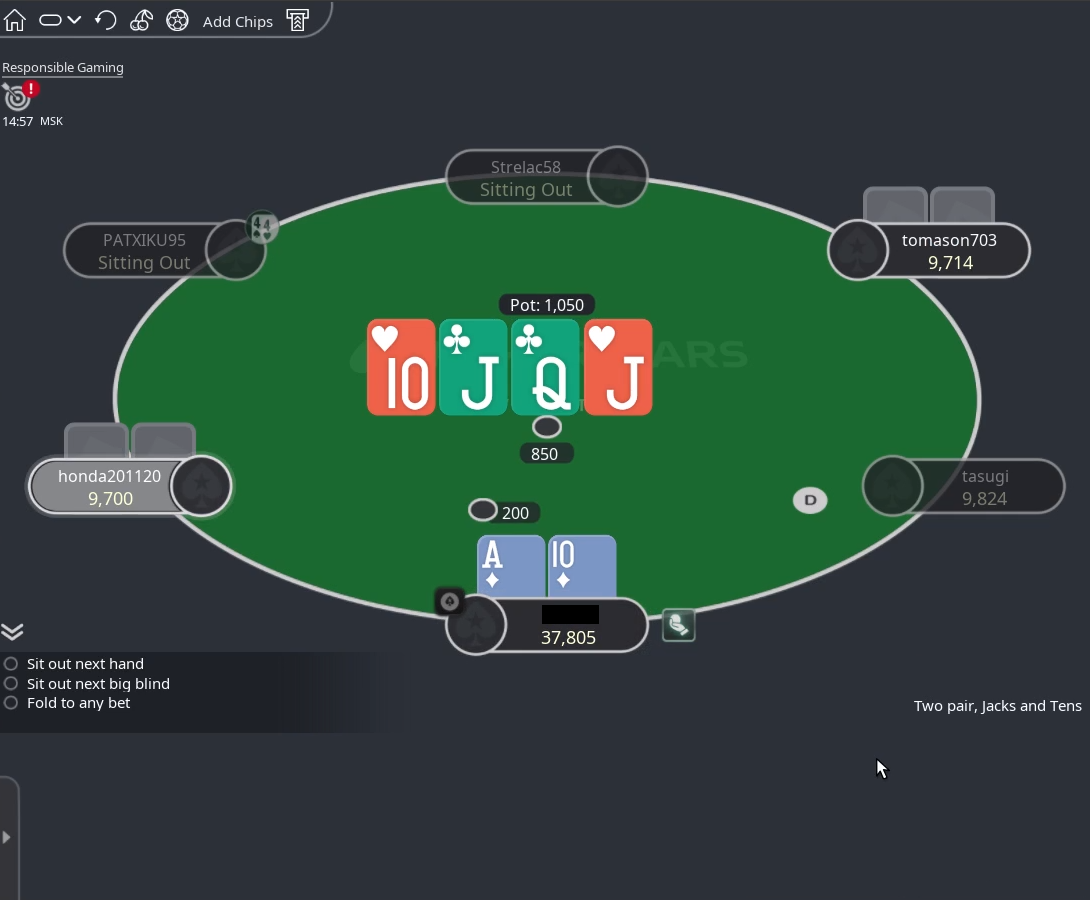 Add Chips
Responsible Gaming
!
14:57 MSK
Strelac58
Sitting Out
PATXIKU95
Sitting Out
44
tomason703
9,714
Pot: 1,050
10 J Q J
ARS
850
honda201120
9,700
tasugi
9,824
D
200
A 10
37,805
Sit out next hand
Sit out next big blind
Fold to any bet
Two pair, Jacks and Tens